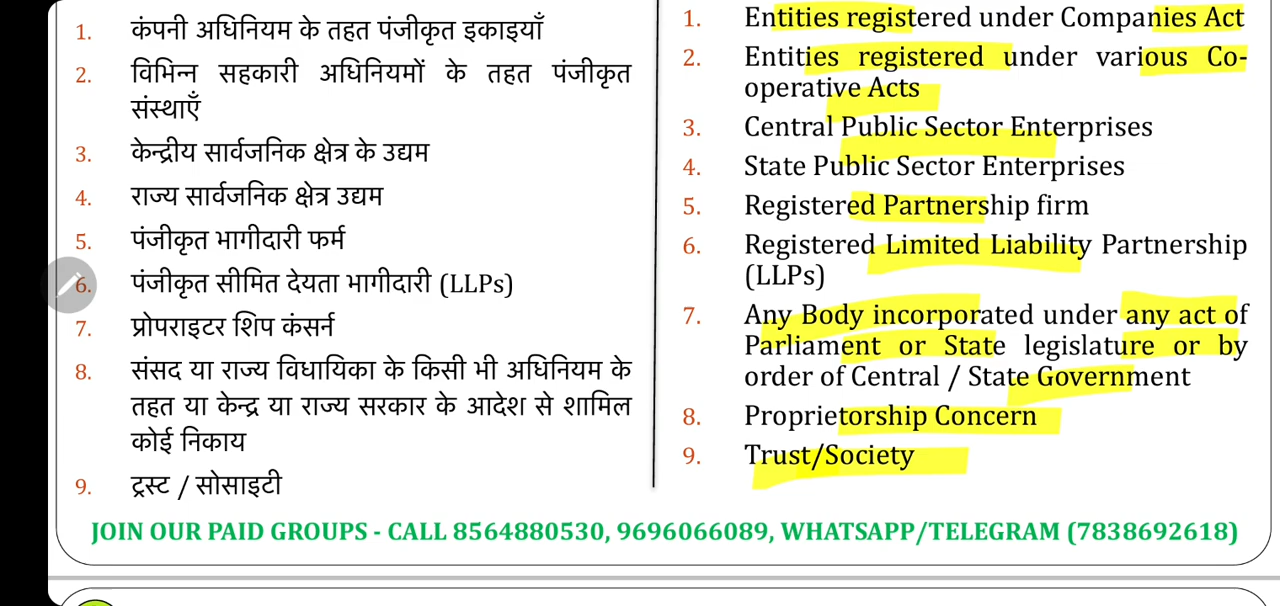 1. कंपनी अधिनियम के तहत पंजीकृत इकाइयाँ
2. विभिन्न सहकारी अधिनियमों के तहत पंजीकृत
संस्थाएँ
3. केन्द्रीय सार्वजनिक क्षेत्र के उद्यम
4. राज्य सार्वजनिक क्षेत्र उद्यम
5. पंजीकृत भागीदारी फर्म
6. पंजीकृत सीमित देयता भागीदारी (LLPs)
7. प्रोपराइटर शिप कंसर्न
8. संसद या राज्य विधायिका के किसी भी अधिनियम के
तहत या केन्द्र या राज्य सरकार के आदेश से शामिल
कोई निकाय
9. ट्रस्ट / सोसाइटी
1. Entities registered under Companies Act
2. Entities registered under various Co-
operative Acts
3. Central Public Sector Enterprises
4. State Public Sector Enterprises
5. Registered Partnership firm
6. Registered Limited Liability Partnership
(LLPs)
7. Any Body incorporated under any act of
Parliament or State legislature or by
order of Central / State Government
8. Proprietorship Concern
9. Trust/Society
JOIN OUR PAID GROUPS - CALL 8564880530, 9696066089, WHATSAPP/TELEGRAM (7838692618)